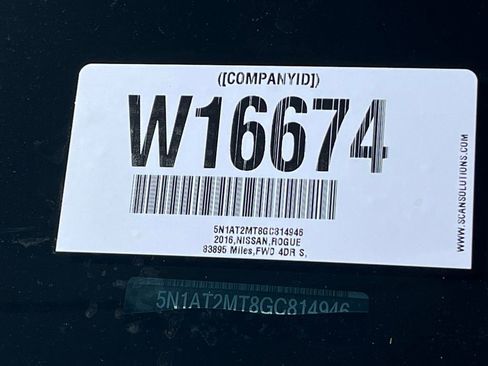 ([COMPANYID])
W16674
5N1AT2MT8GC814946
2016,NISSAN,ROGUE
83895 Miles,FWD 4DR S,
WWW.SCANSOLUTIONS.COM
5N1AT2MT8GC814946